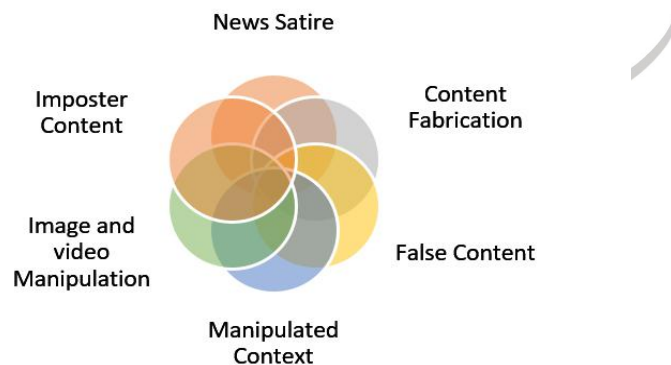 News Satire
Imposter
Content
Content
Fabrication
Image and
video
Manipulation
False Content
Manipulated
Context